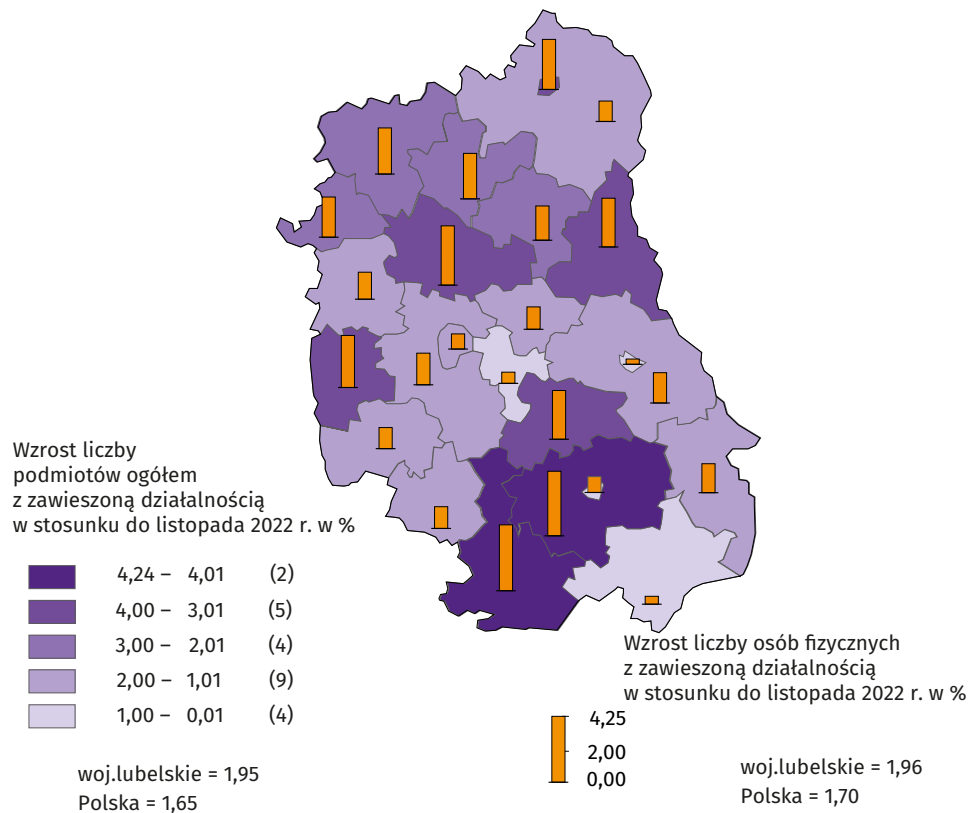 Wzrost liczby
podmiotów ogółem
z zawieszoną działalnością
w stosunku do listopada 2022 r. w %
4,24 – 4,01 (2)
4,00 – 3,01 (5)
3,00 – 2,01 (4)
2,00 – 1,01 (9)
1,00 – 0,01 (4)
woj.lubelskie = 1,95
Polska = 1,65
Wzrost liczby osób fizycznych
z zawieszoną działalnością
w stosunku do listopada 2022 r. w %
4,25
2,00
0,00
woj.lubelskie = 1,96
Polska = 1,70